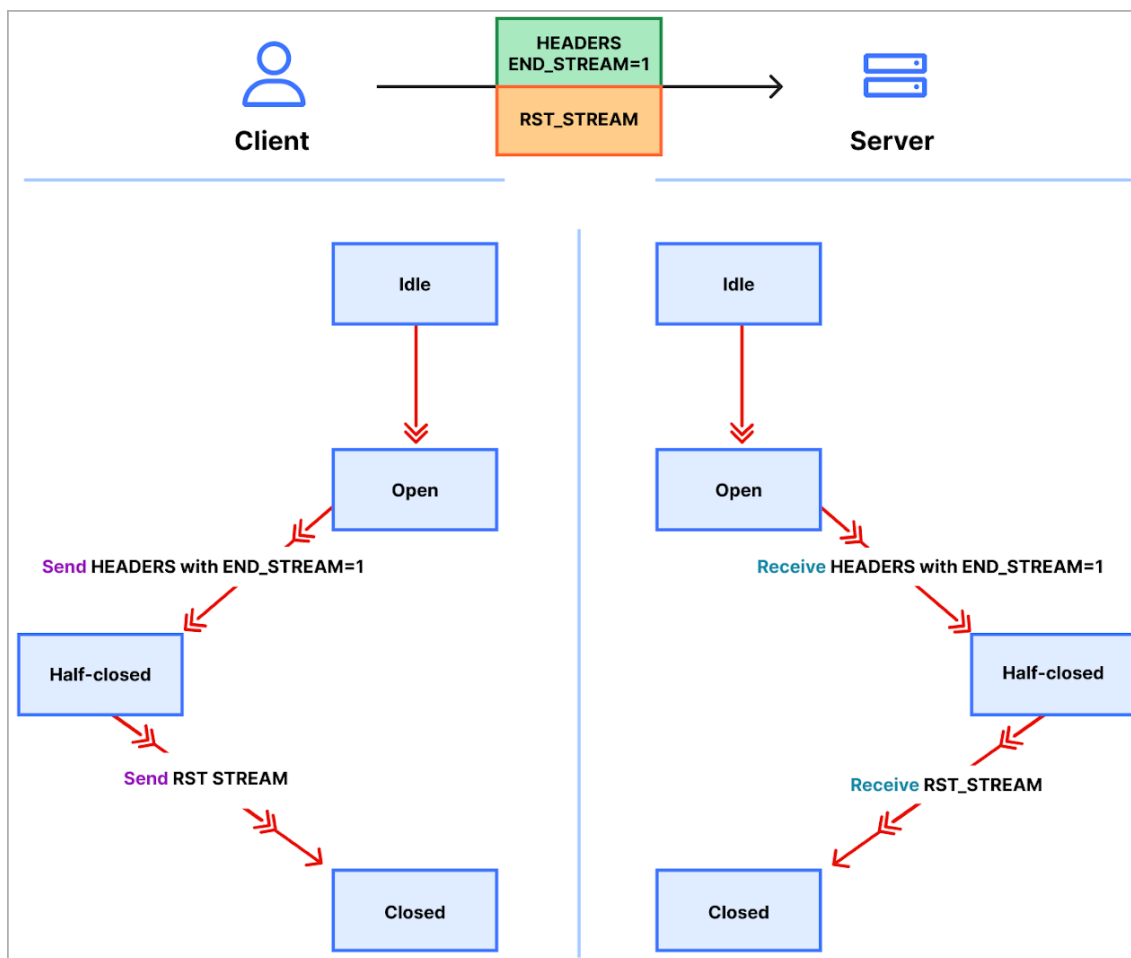 HEADERS
END_STREAM=1
RST_STREAM
Client
Server
Idle
Idle
Open
Open
Send HEADERS with END_STREAM=1
Receive HEADERS with END_STREAM=1
Half-closed
Half-closed
Send RST STREAM
Receive RST_STREAM
Closed
Closed